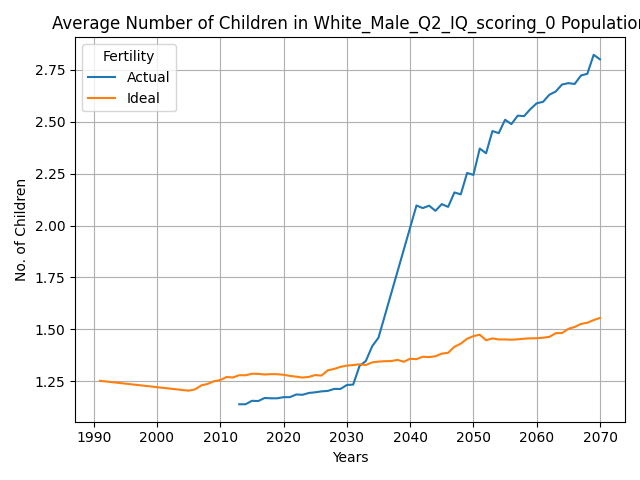 Average Number of Children in White_Male_Q2_IQ_scoring_0 Population
Fertility
Actual
Ideal
No. of Children
2.75
2.50
2.25
2.00
1.75
1.50
1.25
1990 2000 2010 2020 2030 2040 2050 2060 2070
Years